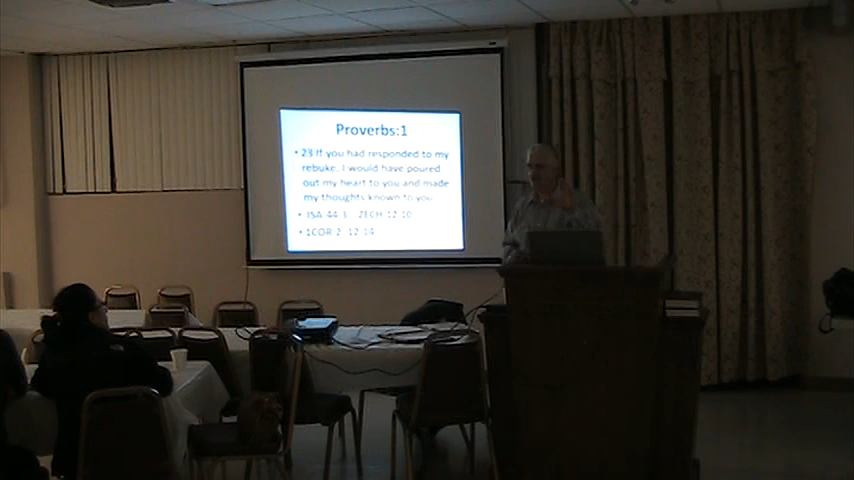 Proverbs:1
• 23 If you had responded to my
rebuke, I would have poured
out my heart to you and made
my thoughts known to you.
• ISA:44:3 ZECH:12:10
• 1COR:2:12-14